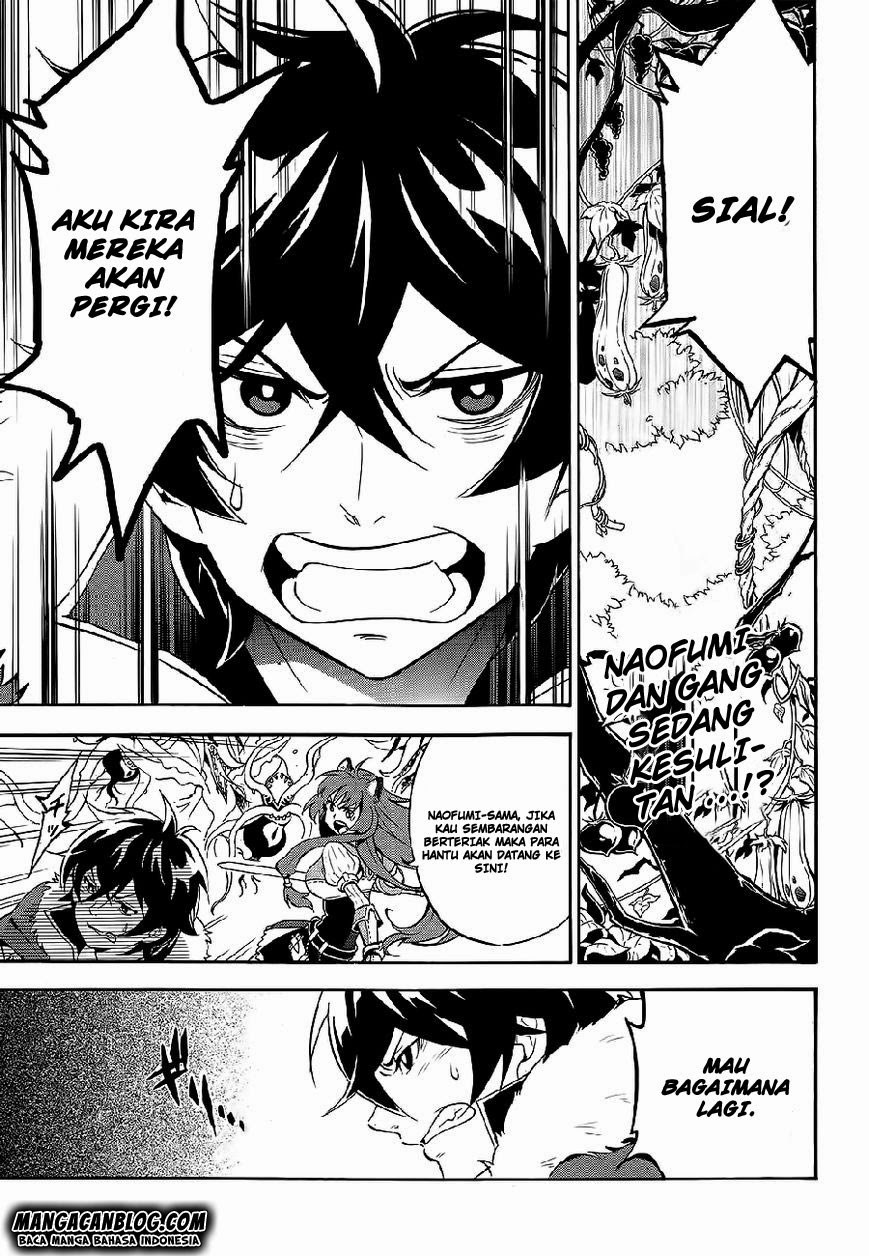 SIAL!
AKU KIRA
MEREKA
AKAN
PERGI!
NAOFUMI
DAN GANG
SEDANG
KESULI-
TAN ...!?
NAOFUMI-SAMA, JIKA
KAU SEMBARANGAN
BERTERIAK MAKA PARA
HANTU AKAN DATANG KE
SINI!
MAU
BAGAIMANA
LAGI.
MANGACANBLOG.COM
BACA MANGA BAHASA INDONESIA